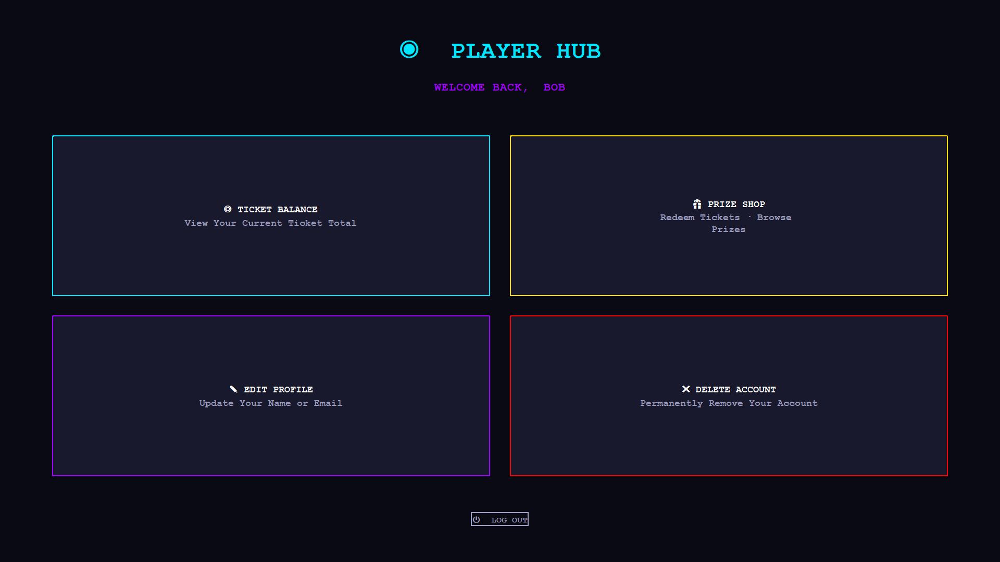 PLAYER HUB
WELCOME BACK, BOB
TICKET BALANCE
View Your Current Ticket Total
PRIZE SHOP
Redeem Tickets · Browse
Prizes
EDIT PROFILE
Update Your Name or Email
DELETE ACCOUNT
Permanently Remove Your Account
LOG OUT